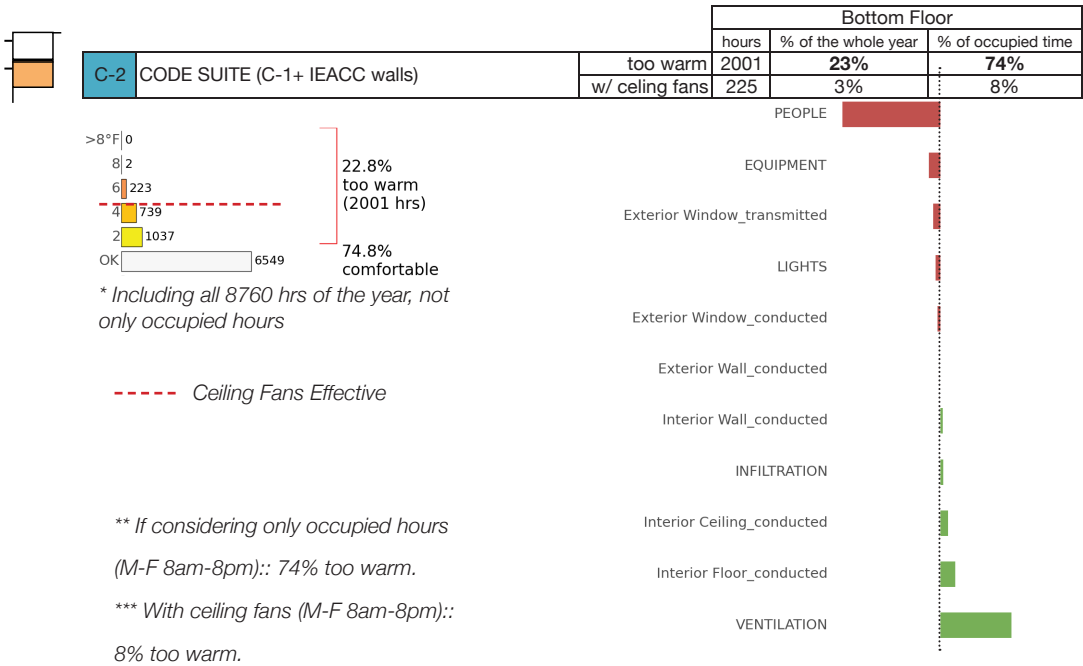 Bottom Floor
hours % of the whole year % of occupied time
C-2 CODE SUITE (C-1+ IEACC walls) too warm 2001 23% 74%
w/ celing fans 225 3% 8%
>8°F 0
8 2
6 223
4 739
2 1037
OK 6549
22.8%
too warm
(2001 hrs)
74.8%
comfortable
* Including all 8760 hrs of the year, not
only occupied hours
Ceiling Fans Effective
** If considering only occupied hours
(M-F 8am-8pm):: 74% too warm.
*** With ceiling fans (M-F 8am-8pm)::
8% too warm.
PEOPLE
EQUIPMENT
Exterior Window_transmitted
LIGHTS
Exterior Window_conducted
Exterior Wall_conducted
Interior Wall_conducted
INFILTRATION
Interior Ceiling_conducted
Interior Floor_conducted
VENTILATION